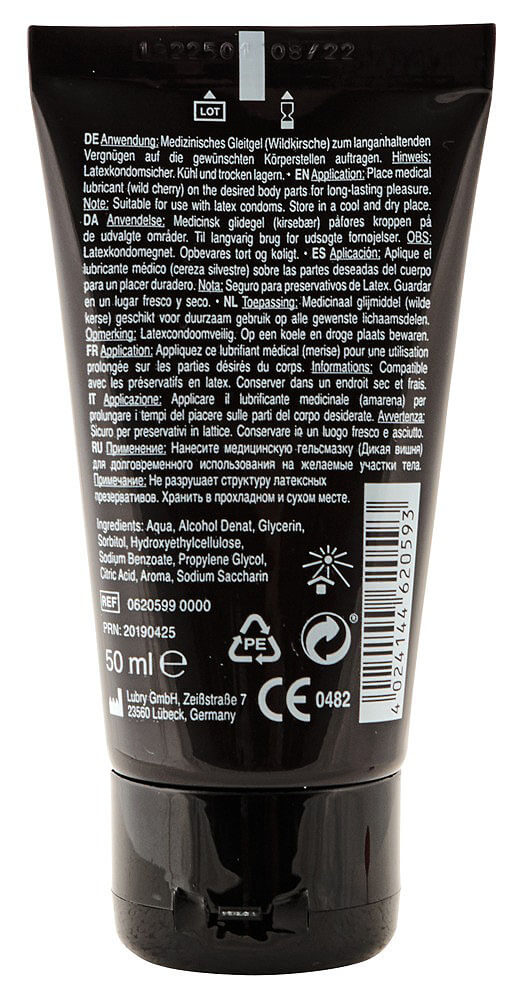 08/22
LOT
DE Anwendung: Medizinisches Gleitgel (Wildkirsche) zum langanhaltenden
Vergnügen auf die gewünschten Körperstellen auftragen. Hinweis:
Latexkondomsicher. Kühl und trocken lagern. • EN Application: Place medical
lubricant (wild cherry) on the desired body parts for long-lasting pleasure.
Note: Suitable for use with latex condoms. Store in a cool and dry place.
DA Anvendelse: Medicinsk glidegel (kirsebær) påføres kroppen på
de udvalgte områder. Til langvarig brug for udsøgte fornøjelser. OBS:
Latexkondomegnet. Opbevares tørt og køligt. • ES Aplicación: Aplique el
lubricante médico (cereza silvestre) sobre las partes deseadas del cuerpo
para un placer duradero. Nota: Seguro para preservativos de Latex. Guardar
en un lugar fresco y seco. • NL Toepassing: Medicinaal glijmiddel (wilde
kerse) geschikt voor duurzaam gebruik op alle gewenste lichaamsdelen.
Opmerking: Latexcondoomveilig. Op een koele en droge plaats bewaren.
FR Application: Appliquez ce lubrifiant médical (merise) pour une utilisation
prolongée sur les parties désirés du corps. Informations: Compatible
avec les préservatifs en latex. Conserver dans un endroit sec et frais.
IT Applicazione: Applicare il lubrificante medicinale (amarena) per
prolungare i tempi del piacere sulle parti del corpo desiderate. Avvertenza:
Sicuro per preservativi in lattice. Conservare in un luogo fresco e asciutto.
RU Применение: Нанесите медицинскую гельсмазку (Дикая вишня)
для долговременного использования на желаемые участки тела.
Примечание: Не разрушает структуру латексных
презервативов. Хранить в прохладном и сухом месте.
Ingredients: Aqua, Alcohol Denat, Glycerin,
Sorbitol, Hydroxyethylcellulose,
Sodium Benzoate, Propylene Glycol,
Citric Acid, Aroma, Sodium Saccharin
REF 0620599 0000
PRN: 20190425
50 ml e
PE
®
Lubry GmbH, Zeißstraße 7
23560 Lübeck, Germany
CE 0482
4 024144 620593